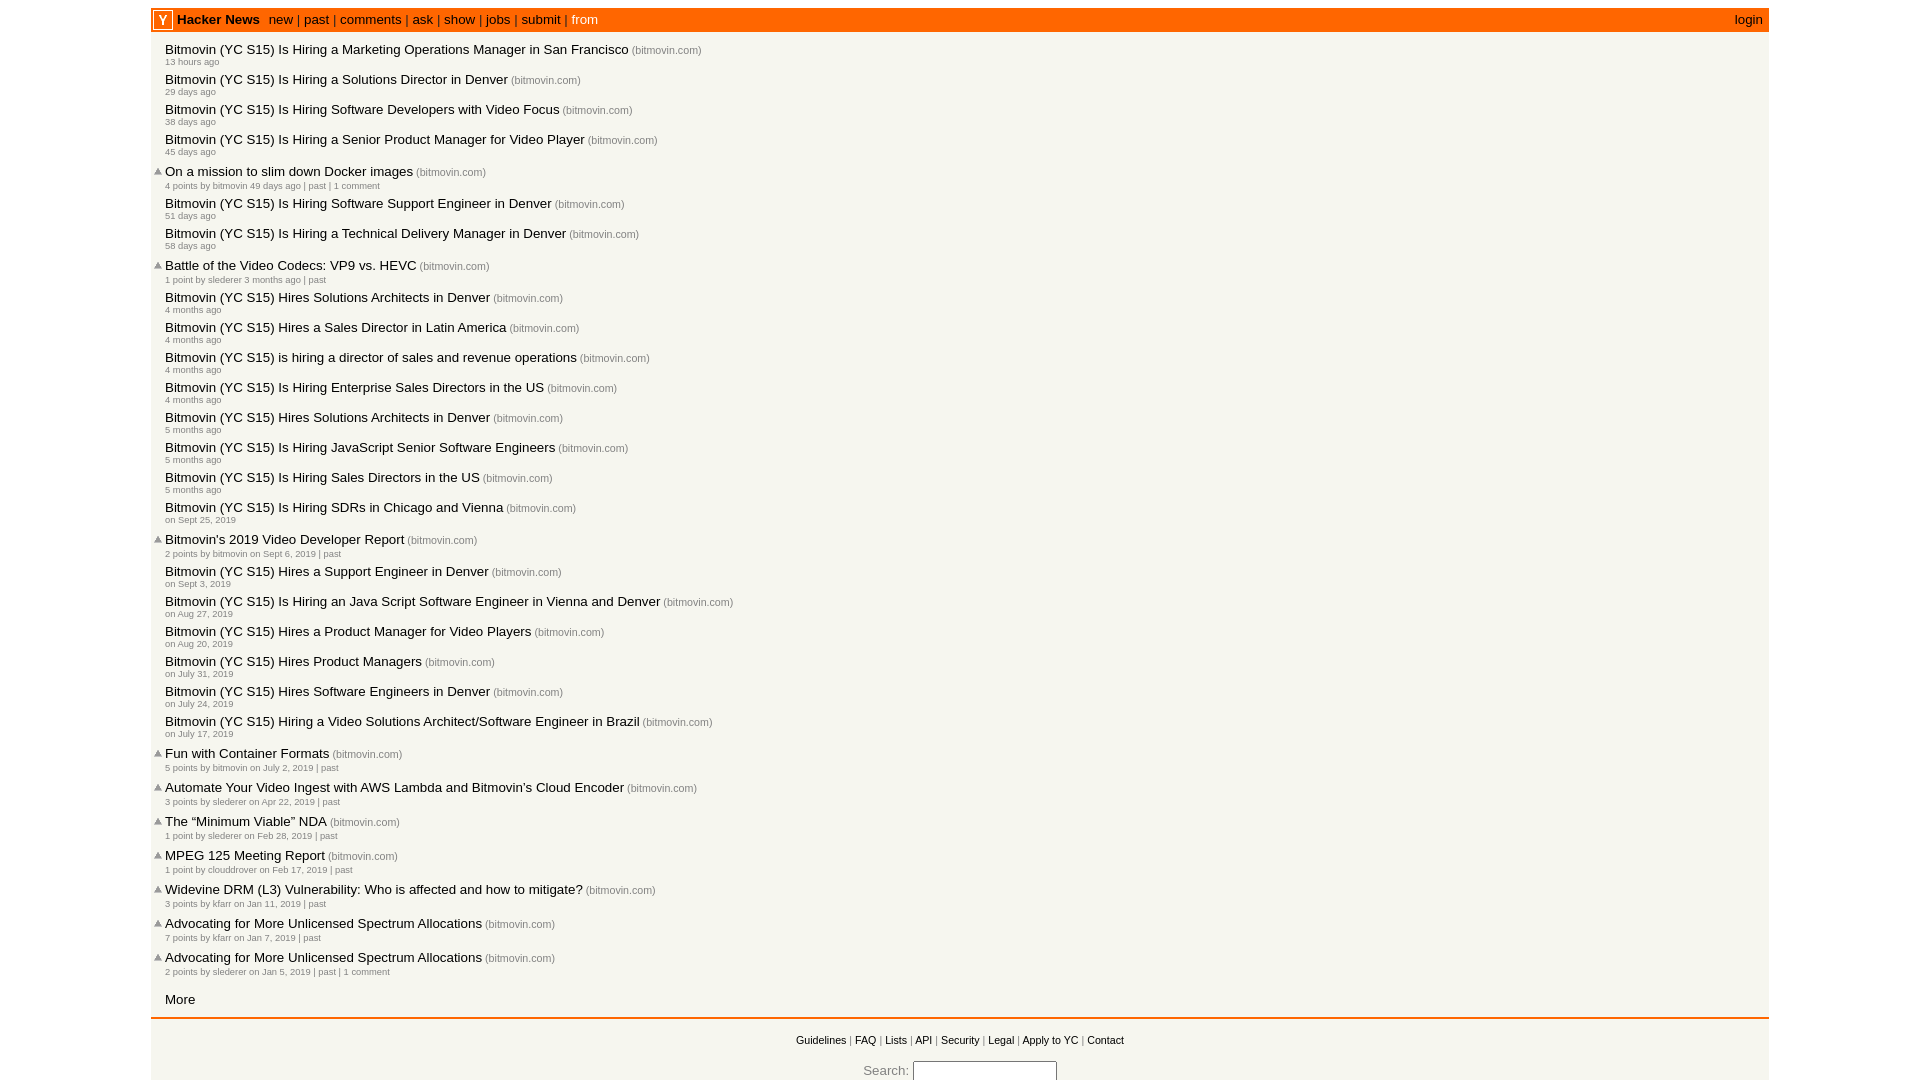 Y Hacker News new | past | comments | ask | show | jobs | submit | from login
Bitmovin (YC S15) Is Hiring a Marketing Operations Manager in San Francisco (bitmovin.com)
13 hours ago
Bitmovin (YC S15) Is Hiring a Solutions Director in Denver (bitmovin.com)
29 days ago
Bitmovin (YC S15) Is Hiring Software Developers with Video Focus (bitmovin.com)
38 days ago
Bitmovin (YC S15) Is Hiring a Senior Product Manager for Video Player (bitmovin.com)
45 days ago
On a mission to slim down Docker images (bitmovin.com)
4 points by bitmovin 49 days ago | past | 1 comment
Bitmovin (YC S15) Is Hiring Software Support Engineer in Denver (bitmovin.com)
51 days ago
Bitmovin (YC S15) Is Hiring a Technical Delivery Manager in Denver (bitmovin.com)
58 days ago
Battle of the Video Codecs: VP9 vs. HEVC (bitmovin.com)
1 point by slederer 3 months ago | past
Bitmovin (YC S15) Hires Solutions Architects in Denver (bitmovin.com)
4 months ago
Bitmovin (YC S15) Hires a Sales Director in Latin America (bitmovin.com)
4 months ago
Bitmovin (YC S15) is hiring a director of sales and revenue operations (bitmovin.com)
4 months ago
Bitmovin (YC S15) Is Hiring Enterprise Sales Directors in the US (bitmovin.com)
4 months ago
Bitmovin (YC S15) Hires Solutions Architects in Denver (bitmovin.com)
5 months ago
Bitmovin (YC S15) Is Hiring JavaScript Senior Software Engineers (bitmovin.com)
5 months ago
Bitmovin (YC S15) Is Hiring Sales Directors in the US (bitmovin.com)
5 months ago
Bitmovin (YC S15) Is Hiring SDRs in Chicago and Vienna (bitmovin.com)
on Sept 25, 2019
Bitmovin's 2019 Video Developer Report (bitmovin.com)
2 points by bitmovin on Sept 6, 2019 | past
Bitmovin (YC S15) Hires a Support Engineer in Denver (bitmovin.com)
on Sept 3, 2019
Bitmovin (YC S15) Is Hiring an Java Script Software Engineer in Vienna and Denver (bitmovin.com)
on Aug 27, 2019
Bitmovin (YC S15) Hires a Product Manager for Video Players (bitmovin.com)
on Aug 20, 2019
Bitmovin (YC S15) Hires Product Managers (bitmovin.com)
on July 31, 2019
Bitmovin (YC S15) Hires Software Engineers in Denver (bitmovin.com)
on July 24, 2019
Bitmovin (YC S15) Hiring a Video Solutions Architect/Software Engineer in Brazil (bitmovin.com)
on July 17, 2019
Fun with Container Formats (bitmovin.com)
5 points by bitmovin on July 2, 2019 | past
Automate Your Video Ingest with AWS Lambda and Bitmovin’s Cloud Encoder (bitmovin.com)
3 points by slederer on Apr 22, 2019 | past
The “Minimum Viable” NDA (bitmovin.com)
1 point by slederer on Feb 28, 2019 | past
MPEG 125 Meeting Report (bitmovin.com)
1 point by clouddrover on Feb 17, 2019 | past
Widevine DRM (L3) Vulnerability: Who is affected and how to mitigate? (bitmovin.com)
3 points by kfarr on Jan 11, 2019 | past
Advocating for More Unlicensed Spectrum Allocations (bitmovin.com)
7 points by kfarr on Jan 7, 2019 | past
Advocating for More Unlicensed Spectrum Allocations (bitmovin.com)
2 points by slederer on Jan 5, 2019 | past | 1 comment
More
Guidelines | FAQ | Lists | API | Security | Legal | Apply to YC | Contact
Search: